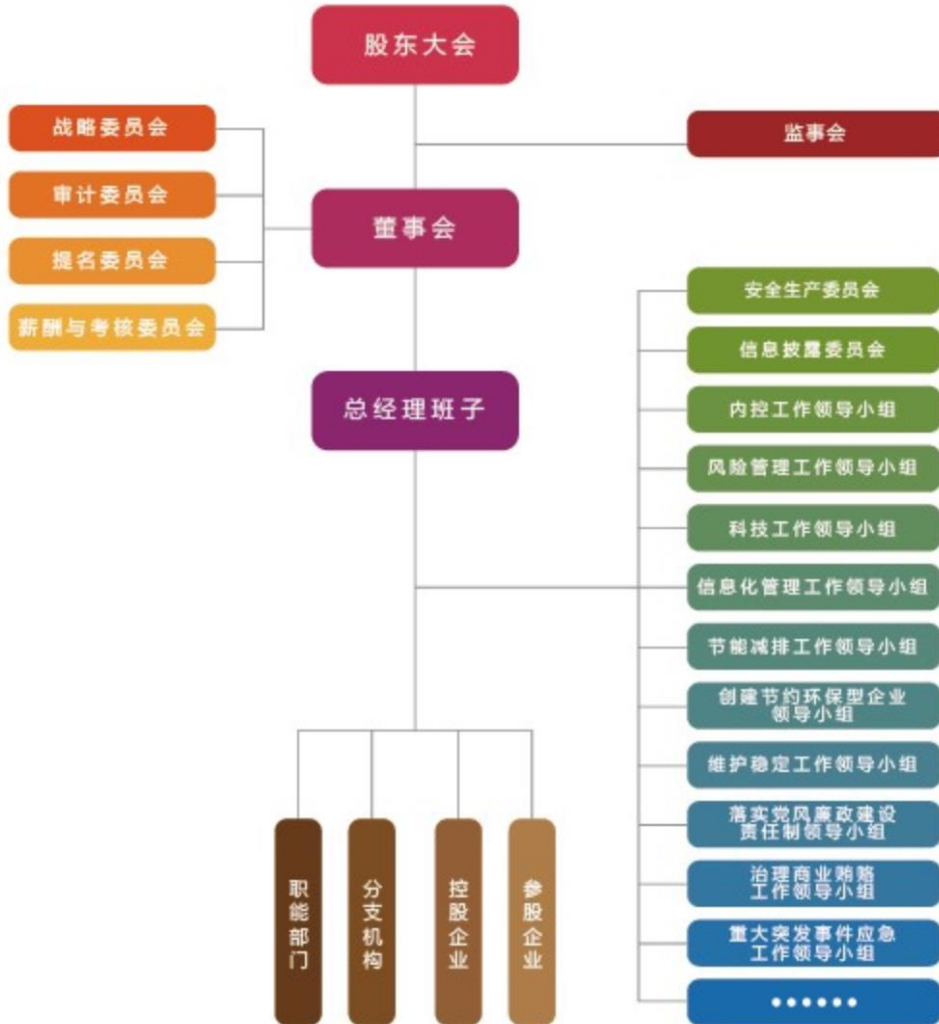 股东大会
战略委员会
监事会
审计委员会
董事会
提名委员会
薪酬与考核委员会
总经理班子
安全生产委员会
信息披露委员会
内控工作领导小组
风险管理工作领导小组
科技工作领导小组
信息化管理工作领导小组
节能减排工作领导小组
创建节约环保型企业
领导小组
维护稳定工作领导小组
落实党风廉政建设
责任制领导小组
治理商业贿赂
工作领导小组
重大突发事件应急
工作领导小组
••••••
职能部门
分支机构
控股企业
参股企业